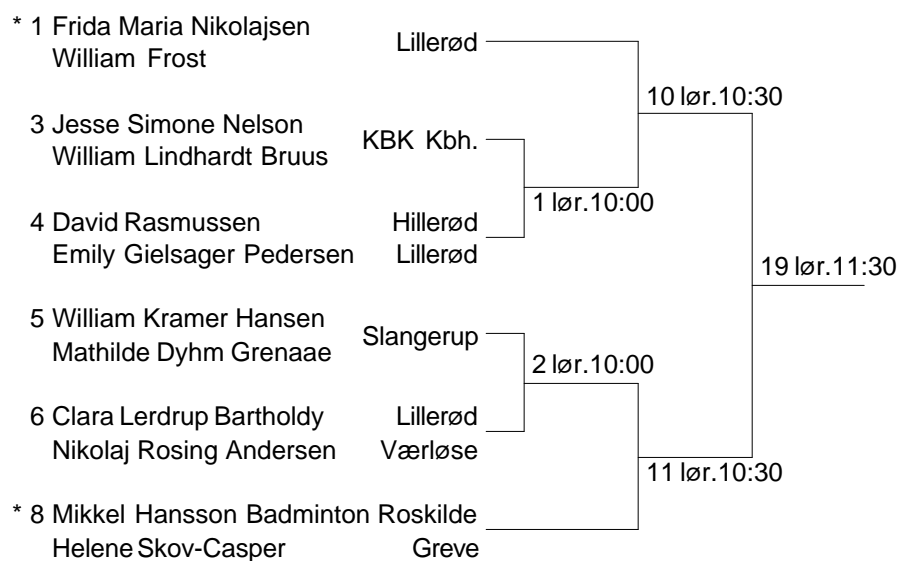 * 1 Frida Maria Nikolajsen
William Frost
Lillerød
10 lør.10:30
3 Jesse Simone Nelson
William Lindhardt Bruus
KBK Kbh.
1 lør.10:00
4 David Rasmussen Hillerød
Emily Gielsager Pedersen Lillerød
19 lør.11:30
5 William Kramer Hansen
Mathilde Dyhm Grenaae
Slangerup
2 lør.10:00
6 Clara Lerdrup Bartholdy Lillerød
Nikolaj Rosing Andersen Værløse
11 lør.10:30
* 8 Mikkel Hansson Badminton Roskilde
Helene Skov-Casper Greve